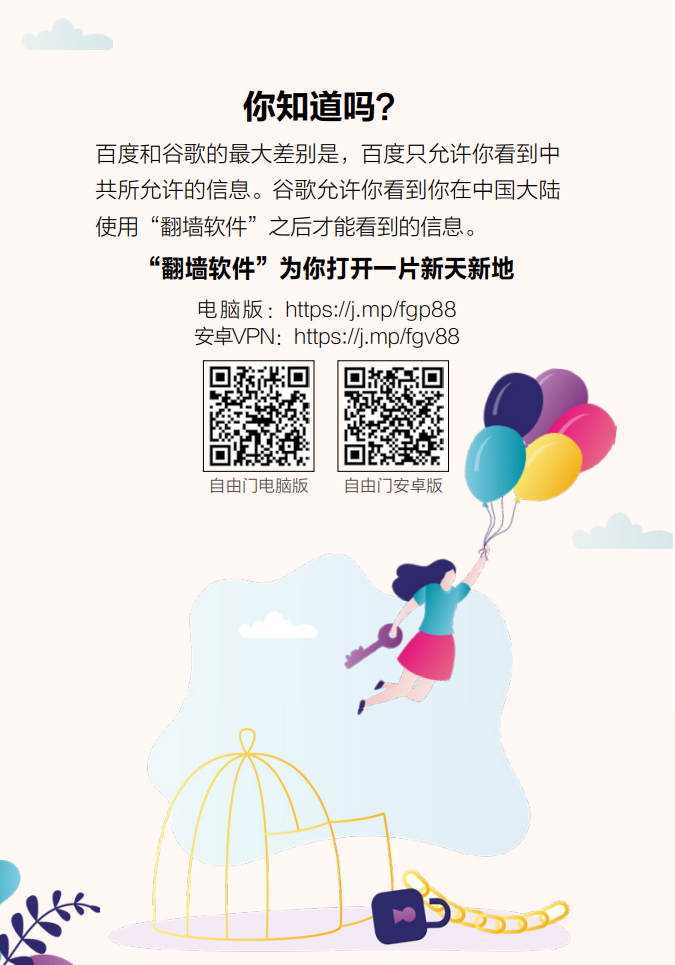 你知道吗?
百度和谷歌的最大差别是，百度只允许你看到中
共所允许的信息。谷歌允许你看到你在中国大陆
使用“翻墙软件”之后才能看到的信息。
“翻墙软件”为你打开一片新天新地
电脑版：https://j.mp/fgp88
安卓VPN：https://j.mp/fgv88
自由门电脑版 自由门安卓版